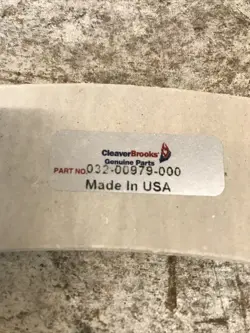 CleaverBrooks
Genuine Parts
PART NO. 032-00979-000
Made In USA